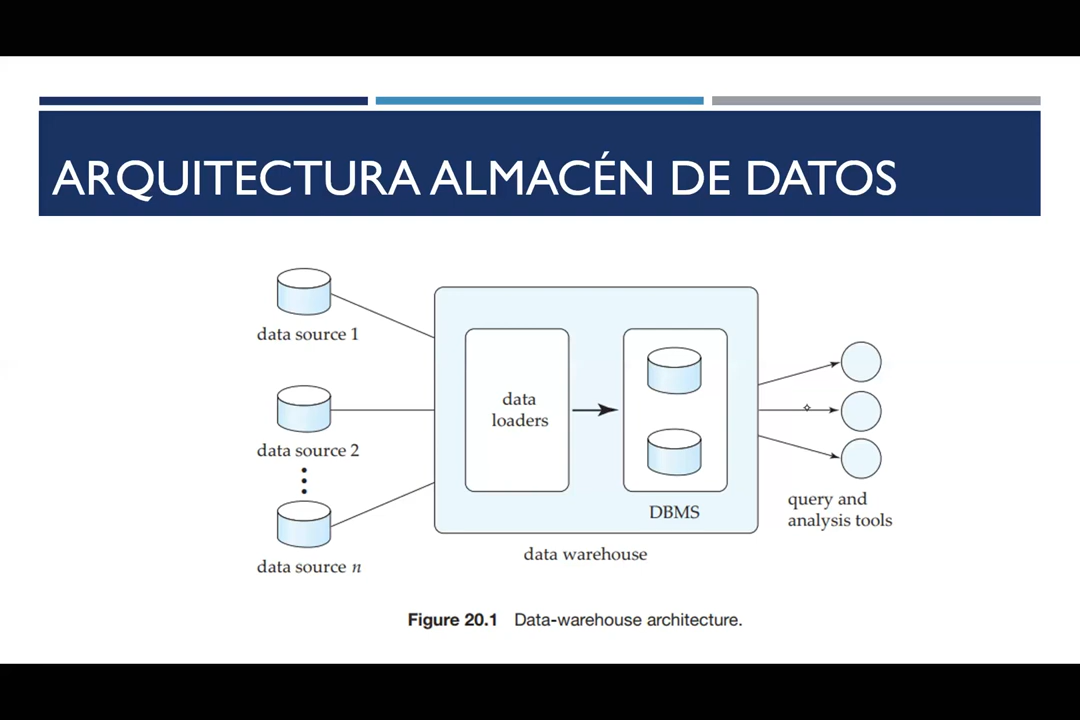 ARQUITECTURA ALMACÉN DE DATOS
data source 1
data source 2
data source n
data
loaders
DBMS
data warehouse
query and
analysis tools
Figure 20.1 Data-warehouse architecture.